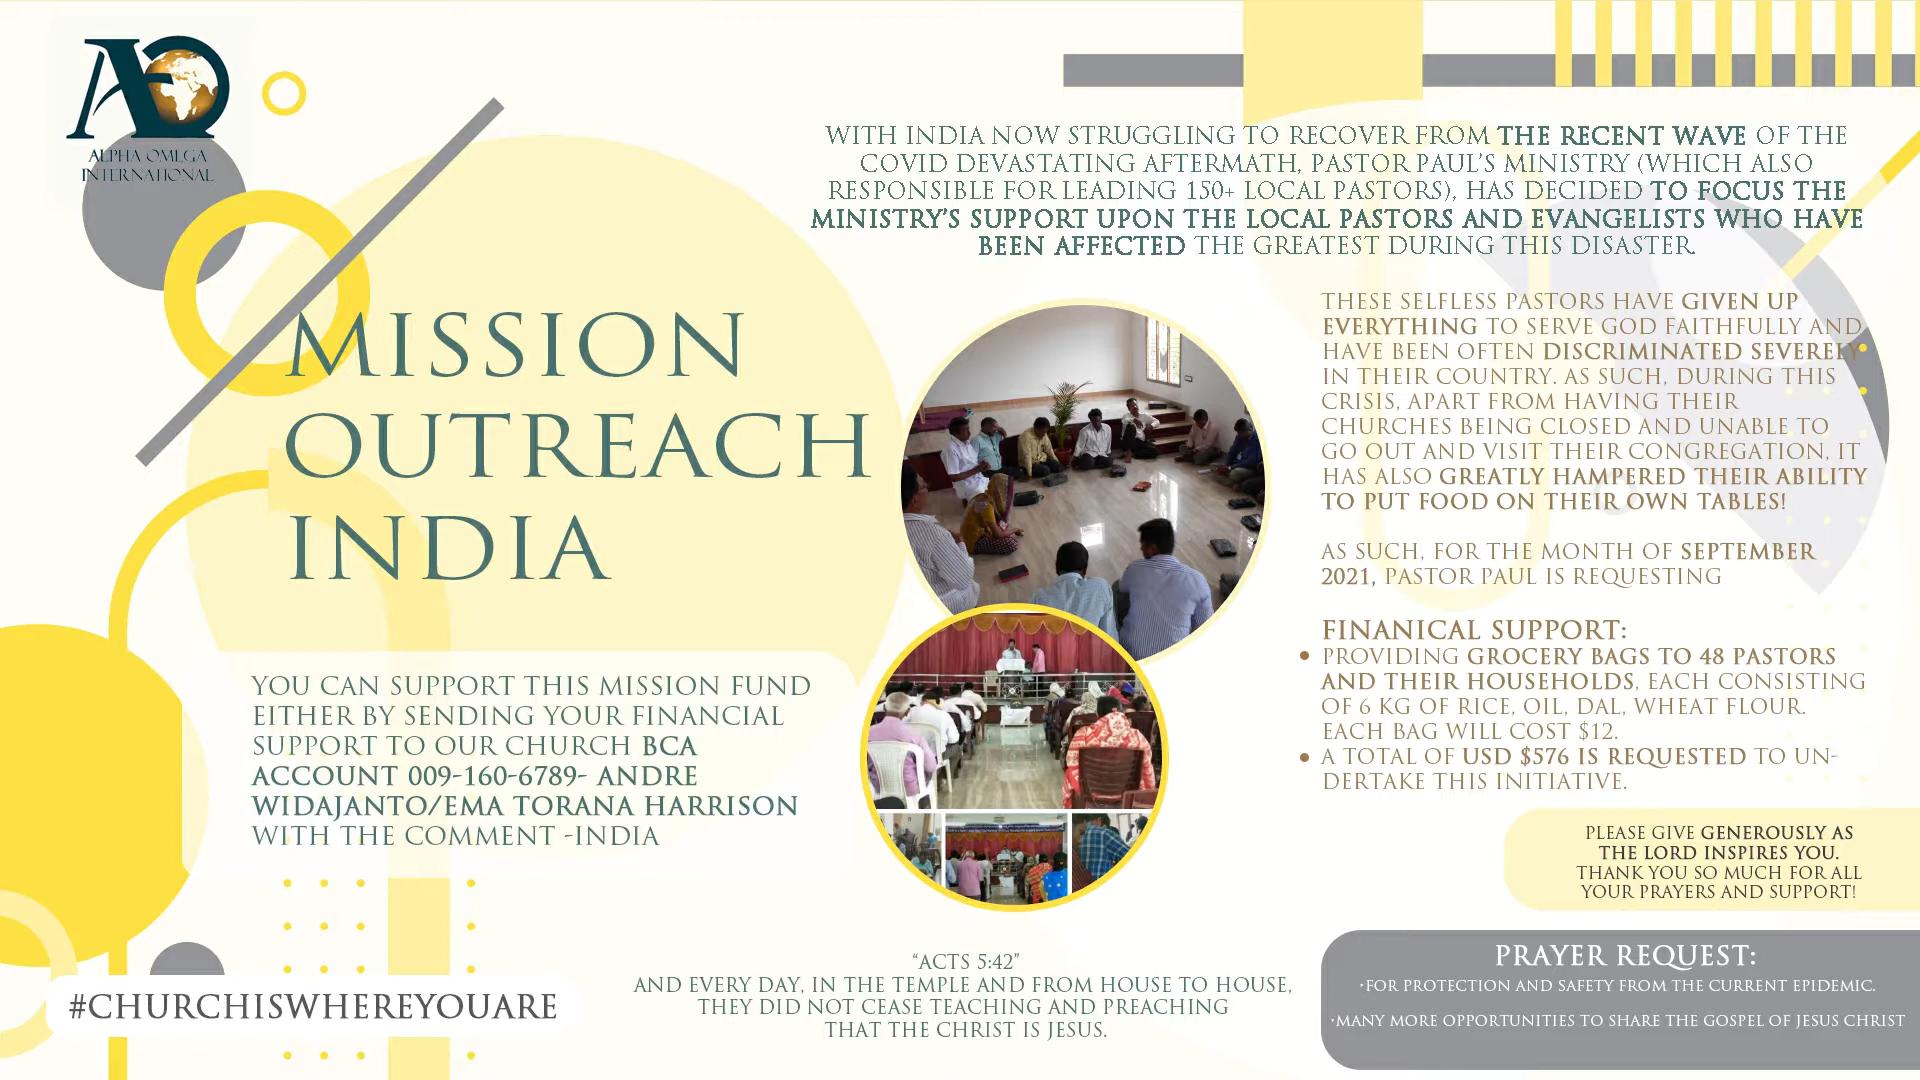 ALPHA OMEGA
INTERNATIONAL
MISSION
OUTREACH
INDIA
WITH INDIA NOW STRUGGLING TO RECOVER FROM THE RECENT WAVE OF THE
COVID DEVASTATING AFTERMATH, PASTOR PAUL'S MINISTRY (WHICH ALSO
RESPONSIBLE FOR LEADING 150+ LOCAL PASTORS), HAS DECIDED TO FOCUS THE
MINISTRY'S SUPPORT UPON THE LOCAL PASTORS AND EVANGELISTS WHO HAVE
BEEN AFFECTED THE GREATEST DURING THIS DISASTER.
THESE SELFLESS PASTORS HAVE GIVEN UP
EVERYTHING TO SERVE GOD FAITHFULLY AND
HAVE BEEN OFTEN DISCRIMINATED SEVERELY
IN THEIR COUNTRY. AS SUCH, DURING THIS
CRISIS, APART FROM HAVING THEIR
CHURCHES BEING CLOSED AND UNABLE TO
GO OUT AND VISIT THEIR CONGREGATION, IT
HAS ALSO GREATLY HAMPERED THEIR ABILITY
TO PUT FOOD ON THEIR OWN TABLES!
AS SUCH, FOR THE MONTH OF SEPTEMBER
2021, PASTOR PAUL IS REQUESTING
FINANICAL SUPPORT:
• PROVIDING GROCERY BAGS TO 48 PASTORS
AND THEIR HOUSEHOLDS, EACH CONSISTING
OF 6 KG OF RICE, OIL, DAL, WHEAT FLOUR.
EACH BAG WILL COST $12.
• A TOTAL OF USD $576 IS REQUESTED TO UN-
DERTAKE THIS INITIATIVE.
YOU CAN SUPPORT THIS MISSION FUND
EITHER BY SENDING YOUR FINANCIAL
SUPPORT TO OUR CHURCH BCA
ACCOUNT 009-160-6789- ANDRE
WIDAJANTO/EMA TORANA HARRISON
WITH THE COMMENT -INDIA
PLEASE GIVE GENEROUSLY AS
THE LORD INSPIRES YOU.
THANK YOU SO MUCH FOR ALL
YOUR PRAYERS AND SUPPORT!
#CHURCHISWHEREYOUARE
"ACTS 5:42"
AND EVERY DAY, IN THE TEMPLE AND FROM HOUSE TO HOUSE,
THEY DID NOT CEASE TEACHING AND PREACHING
THAT THE CHRIST IS JESUS.
PRAYER REQUEST:
·FOR PROTECTION AND SAFETY FROM THE CURRENT EPIDEMIC.
·MANY MORE OPPORTUNITIES TO SHARE THE GOSPEL OF JESUS CHRIST